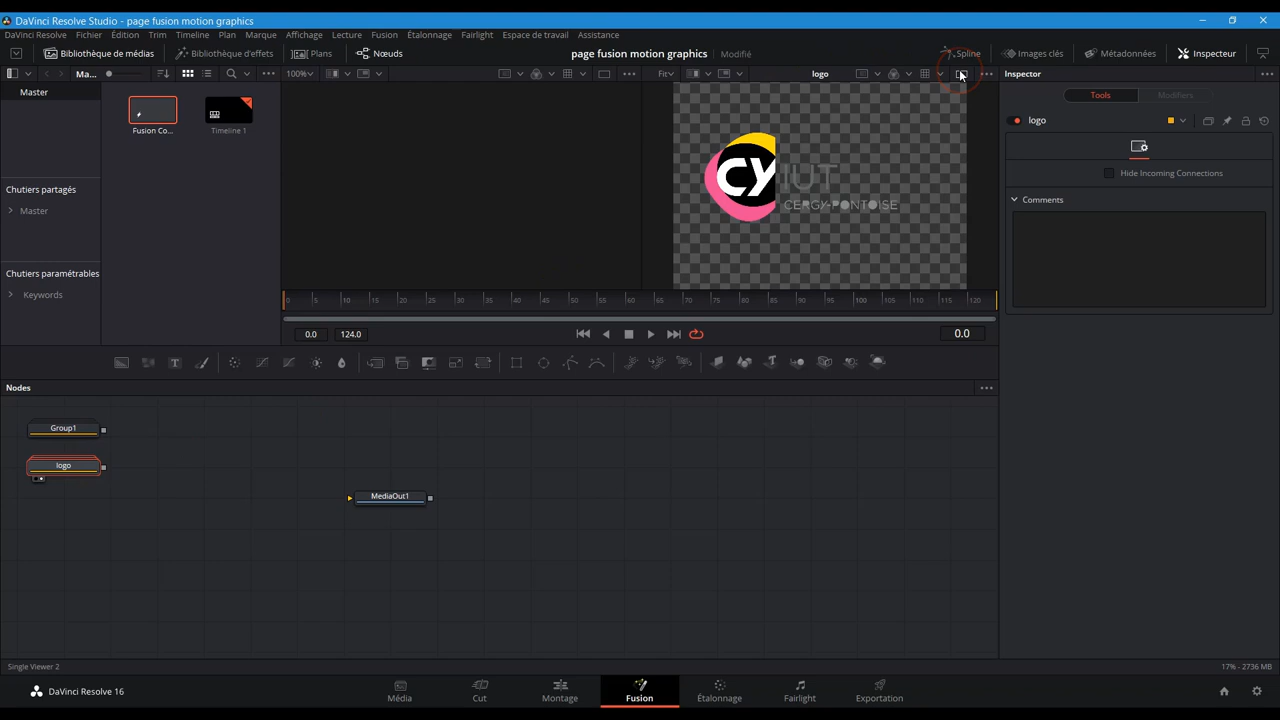 DaVinci Resolve Studio - page fusion motion graphics
DaVinci Resolve Fichier Édition Trim Timeline Clip Marque Affichage Lecture Fusion Étalonnage Fairlight Espace de travail Assistance
Bibliothèque de médias Bibliothèque d'effets Plans Nœuds page fusion motion graphics Modifié Spline Images clés Métadonnées Inspecteur
Ma... 100% Fit logo Inspector
Master
Fusion Co...
Timeline 1
Chutiers partagés
Master
Chutiers paramétrables
Keywords
CY IUT
CERGY-PONTOISE
Tools Modifiers
logo
Hide Incoming Connections
Comments
0 5 10 15 20 25 30 35 40 45 50 55 60 65 70 75 80 85 90 95 100 105 110 115 120
0.0 124.0 0.0
Nodes
Group1
logo
MediaOut1
Single Viewer 2 17% - 2736 MB
DaVinci Resolve 16 Média Cut Montage Fusion Étalonnage Fairlight Exportation